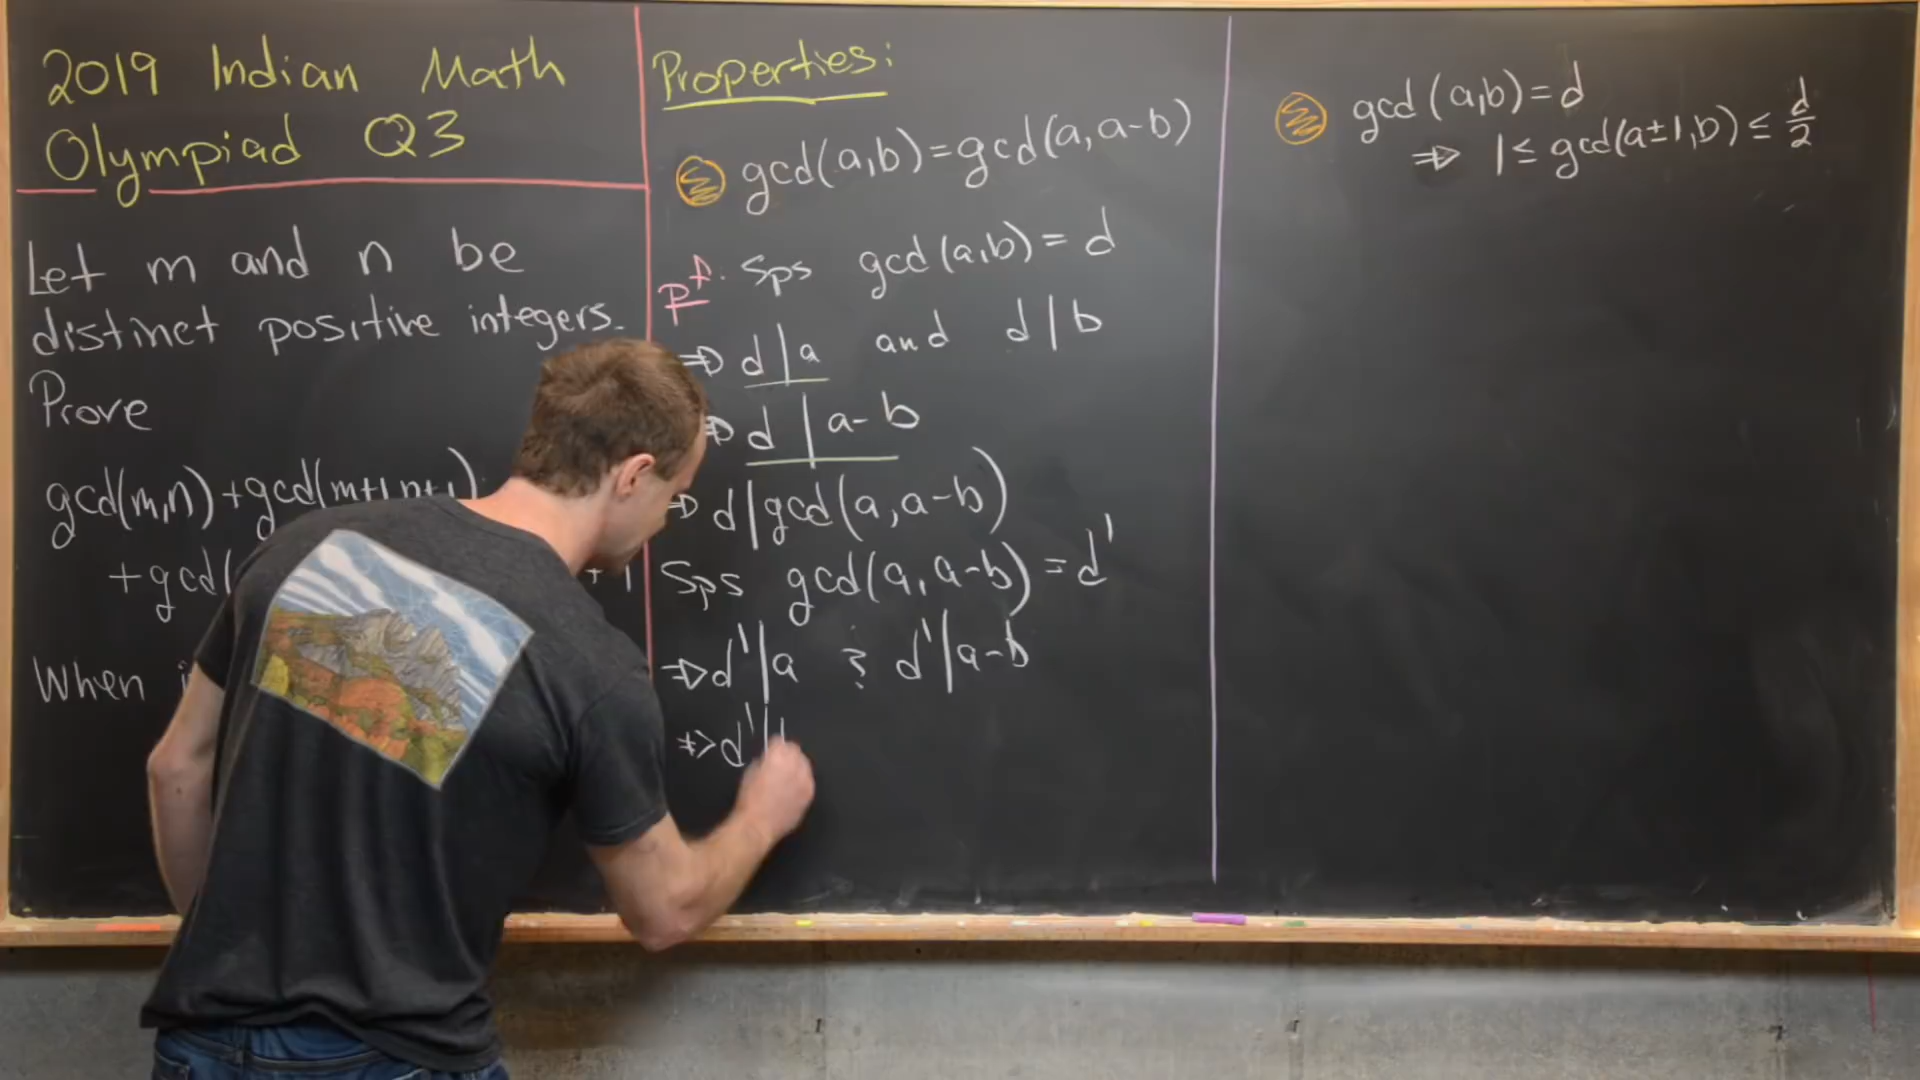 2019 Indian Math
Olympiad Q3
Let m and n be
distinct positive integers.
Prove
gcd(m,n)+gcd(m+1,n+1)
+gcd(
+1
When
Properties:
gcd(a,b)=gcd(a,a-b)
pf. Sps gcd(a,b) = d
⇒ d|a and d|b
⇒ d|a-b
⇒ d|gcd(a,a-b)
Sps gcd(a,a-b) = d'
⇒ d'|a & d'|a-b
⇒ d'|
gcd(a,b)=d
⇒ 1≤gcd(a±1,b)≤ d/2